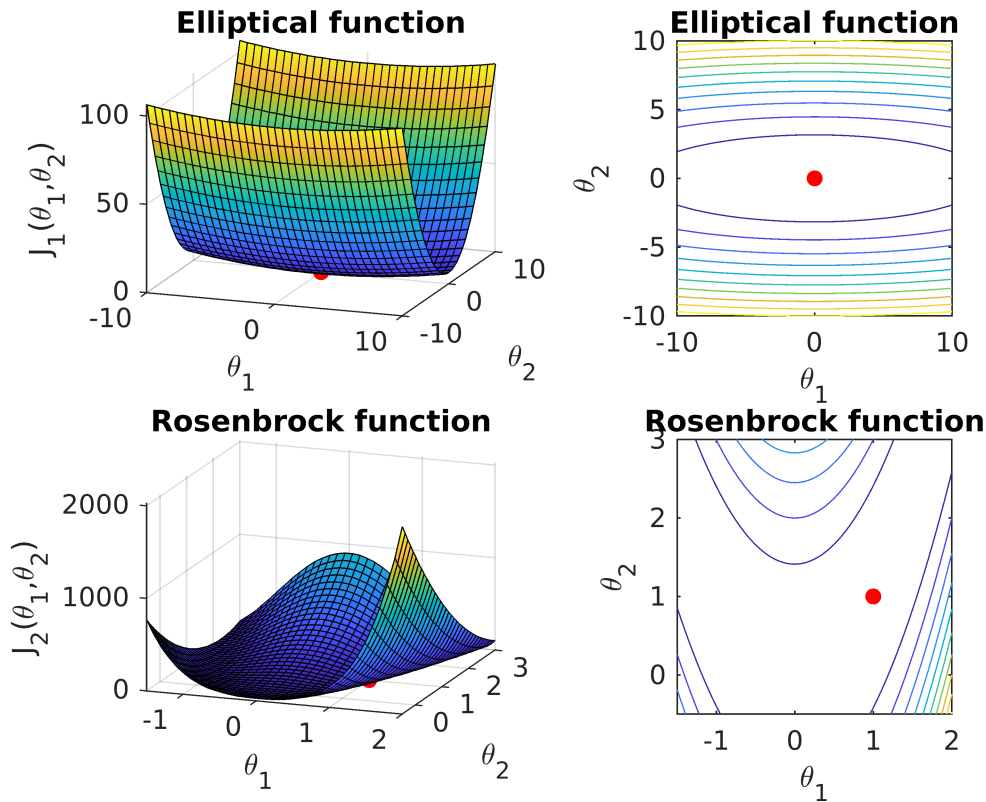 Elliptical function
J1(θ1,θ2)
100
50
0
-10
0
10
θ1
-10
0
10
θ2
Elliptical function
θ2
10
5
0
-5
-10
-10
0
10
θ1
Rosenbrock function
J2(θ1,θ2)
2000
1000
0
-1
0
1
2
θ1
0
1
2
3
θ2
Rosenbrock function
θ2
3
2
1
0
-1
0
1
2
θ1